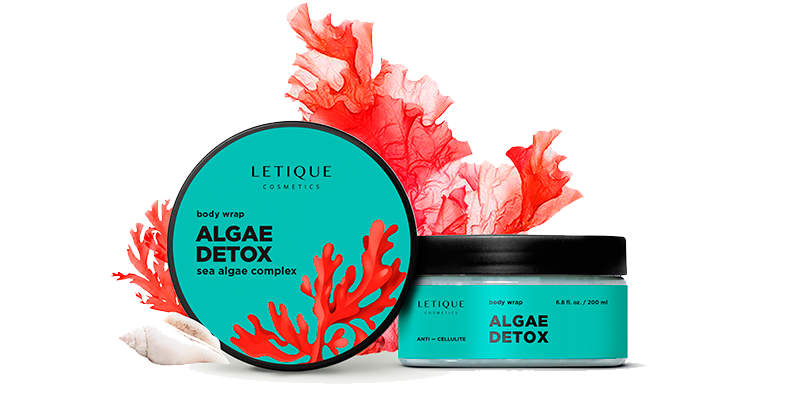 LETIQUE
COSMETICS
body wrap
ALGAE
DETOX
sea algae complex
LETIQUE
COSMETICS
ANTI – CELLULITE
body wrap
6.8 fl. oz. / 200 ml
ALGAE
DETOX